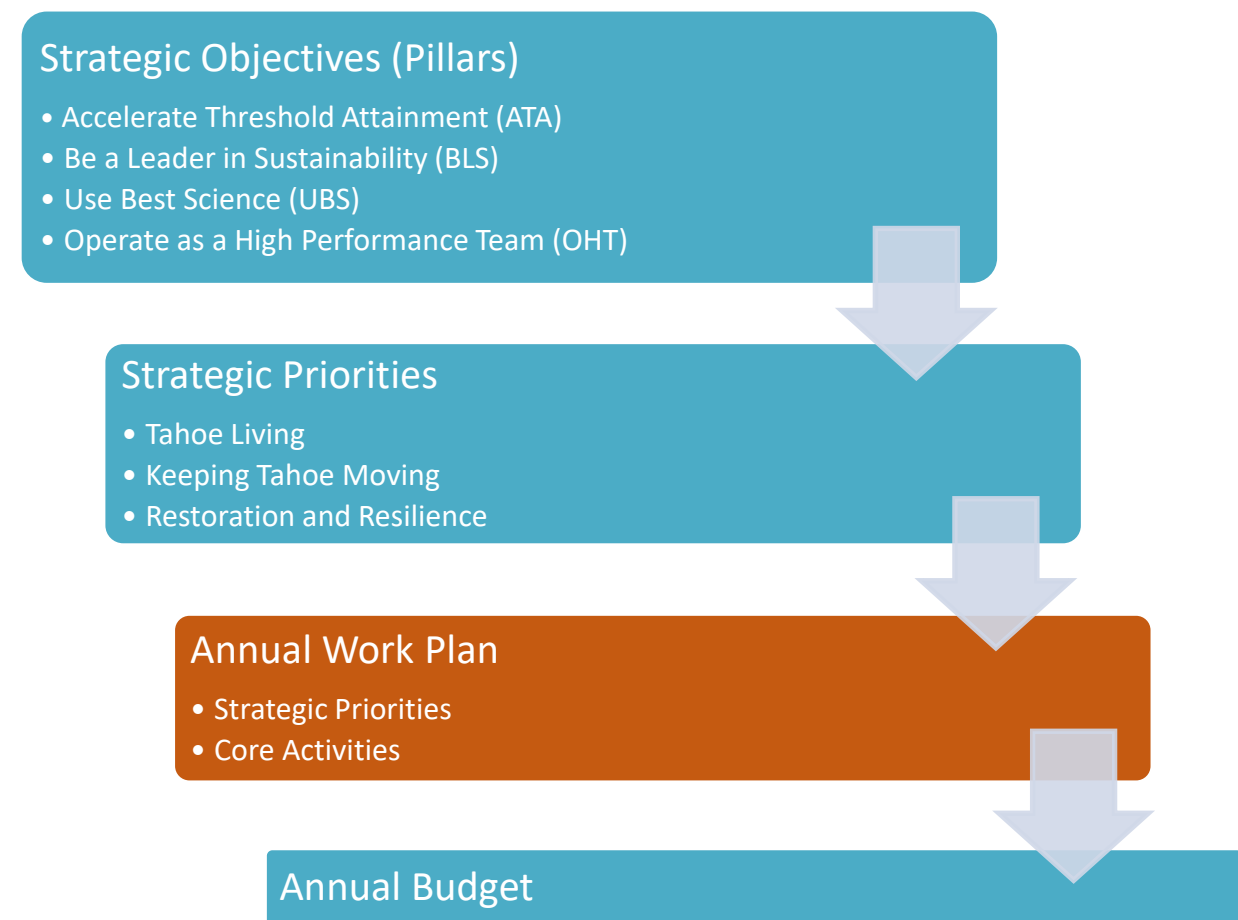 Strategic Objectives (Pillars)
• Accelerate Threshold Attainment (ATA)
• Be a Leader in Sustainability (BLS)
• Use Best Science (UBS)
• Operate as a High Performance Team (OHT)
Strategic Priorities
• Tahoe Living
• Keeping Tahoe Moving
• Restoration and Resilience
Annual Work Plan
• Strategic Priorities
• Core Activities
Annual Budget